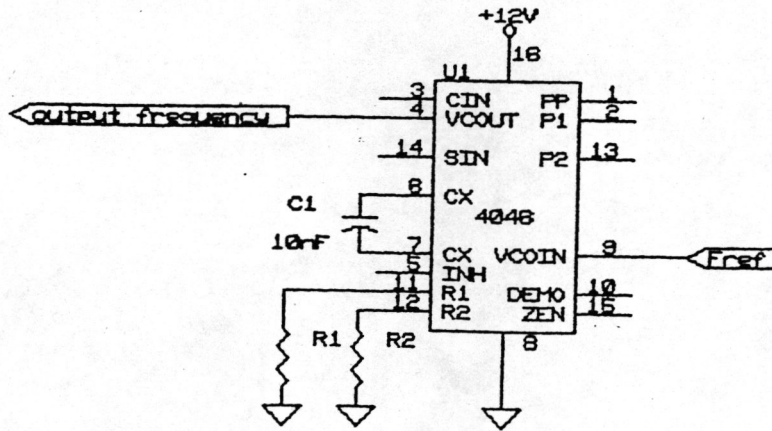 +12V
16
U1
3 CIN PP 1
output frequency 4 VCOUT P1 2
14 SIN P2 13
6 CX
C1 4046
10nF
7 CX VCOIN 9 Fref
5 INH
11 R1 DEMO 10
12 R2 ZEN 15
R1 R2 8